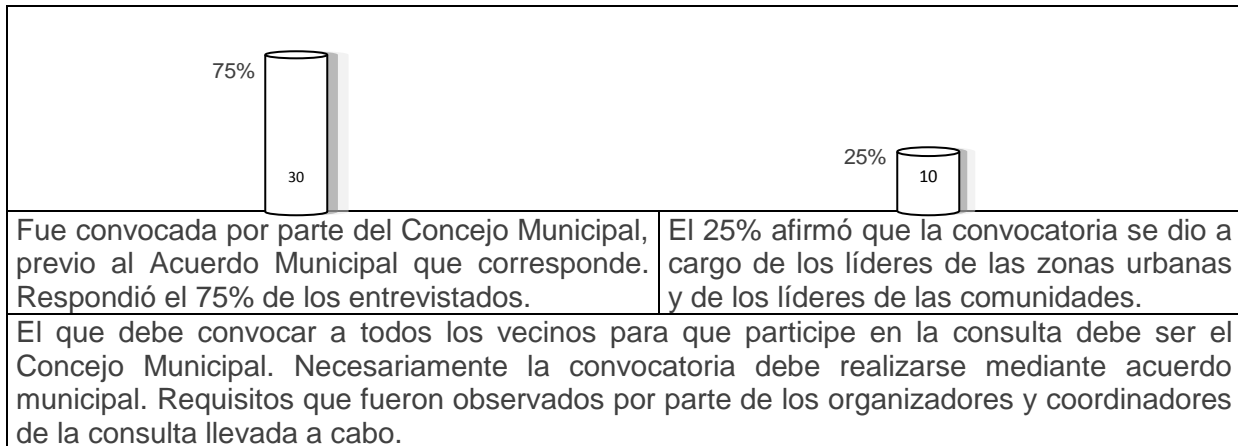 75%
30
25%
10
Fue convocada por parte del Concejo Municipal,
previo al Acuerdo Municipal que corresponde.
Respondió el 75% de los entrevistados.
El 25% afirmó que la convocatoria se dio a
cargo de los líderes de las zonas urbanas
y de los líderes de las comunidades.
El que debe convocar a todos los vecinos para que participe en la consulta debe ser el
Concejo Municipal. Necesariamente la convocatoria debe realizarse mediante acuerdo
municipal. Requisitos que fueron observados por parte de los organizadores y coordinadores
de la consulta llevada a cabo.